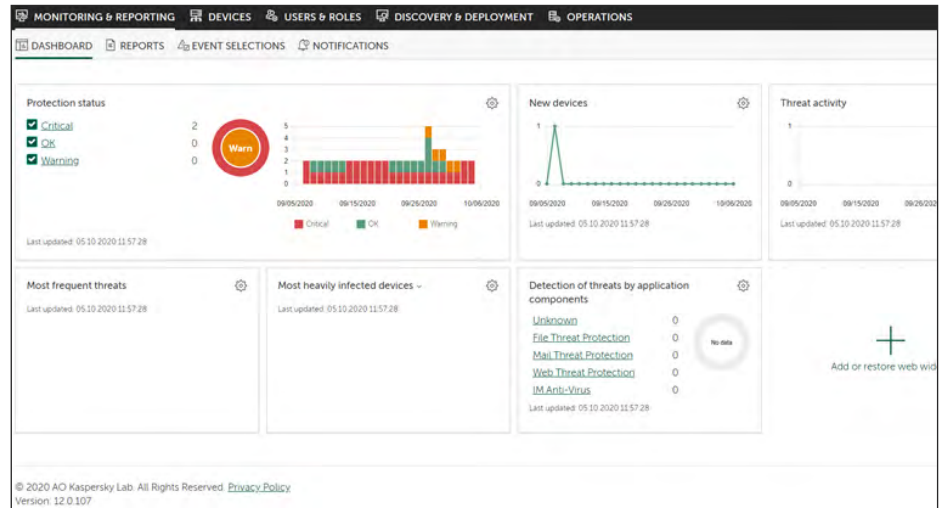 MONITORING & REPORTING DEVICES USERS & ROLES DISCOVERY & DEPLOYMENT OPERATIONS
DASHBOARD REPORTS EVENT SELECTIONS NOTIFICATIONS
Protection status
Critical 2
OK 0
Warning 0
Warn
5
4
3
2
1
0
09/05/2020 09/15/2020 09/26/2020 10/06/2020
Critical OK Warning
Last updated: 05.10.2020 11:57:28
New devices
1
0
09/05/2020 09/15/2020 09/26/2020 10/06/2020
Last updated: 05.10.2020 11:57:28
Threat activity
1
0
09/05/2020 09/15/2020 09/26/202
Last updated: 05.10.2020 11:57:28
Most frequent threats
Last updated: 05.10.2020 11:57:28
Most heavily infected devices
Last updated: 05.10.2020 11:57:28
Detection of threats by application
components
Unknown 0
File Threat Protection 0
Mail Threat Protection 0
Web Threat Protection 0
IM Anti-Virus 0
No data
Last updated: 05.10.2020 11:57:28
Add or restore web wid
© 2020 AO Kaspersky Lab. All Rights Reserved. Privacy Policy
Version: 12.0.107